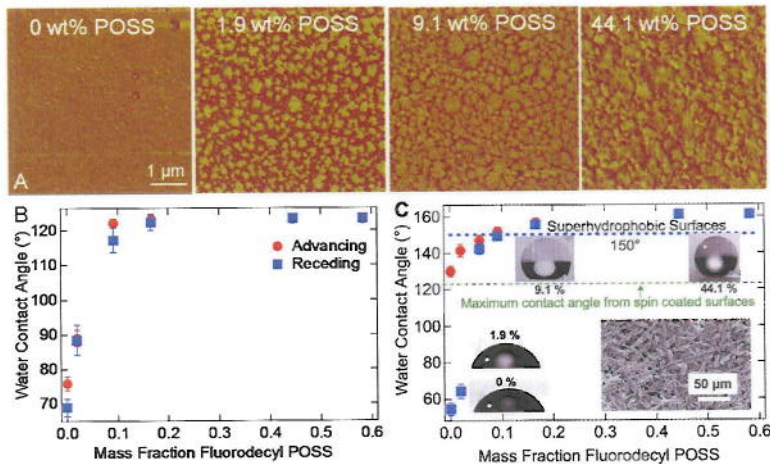 0 wt% POSS
1.9 wt% POSS
9.1 wt% POSS
44.1 wt% POSS
1 μm
A
B
Water Contact Angle (°)
120
110
100
90
80
70
Advancing
Receding
0.0 0.1 0.2 0.3 0.4 0.5 0.6
Mass Fraction Fluorodecyl POSS
C
Water Contact Angle (°)
160
140
120
100
80
60
Superhydrophobic Surfaces
150°
9.1 %
44.1 %
Maximum contact angle from spin coated surfaces
1.9 %
0 %
50 μm
0.0 0.1 0.2 0.3 0.4 0.5 0.6
Mass Fraction Fluorodecyl POSS